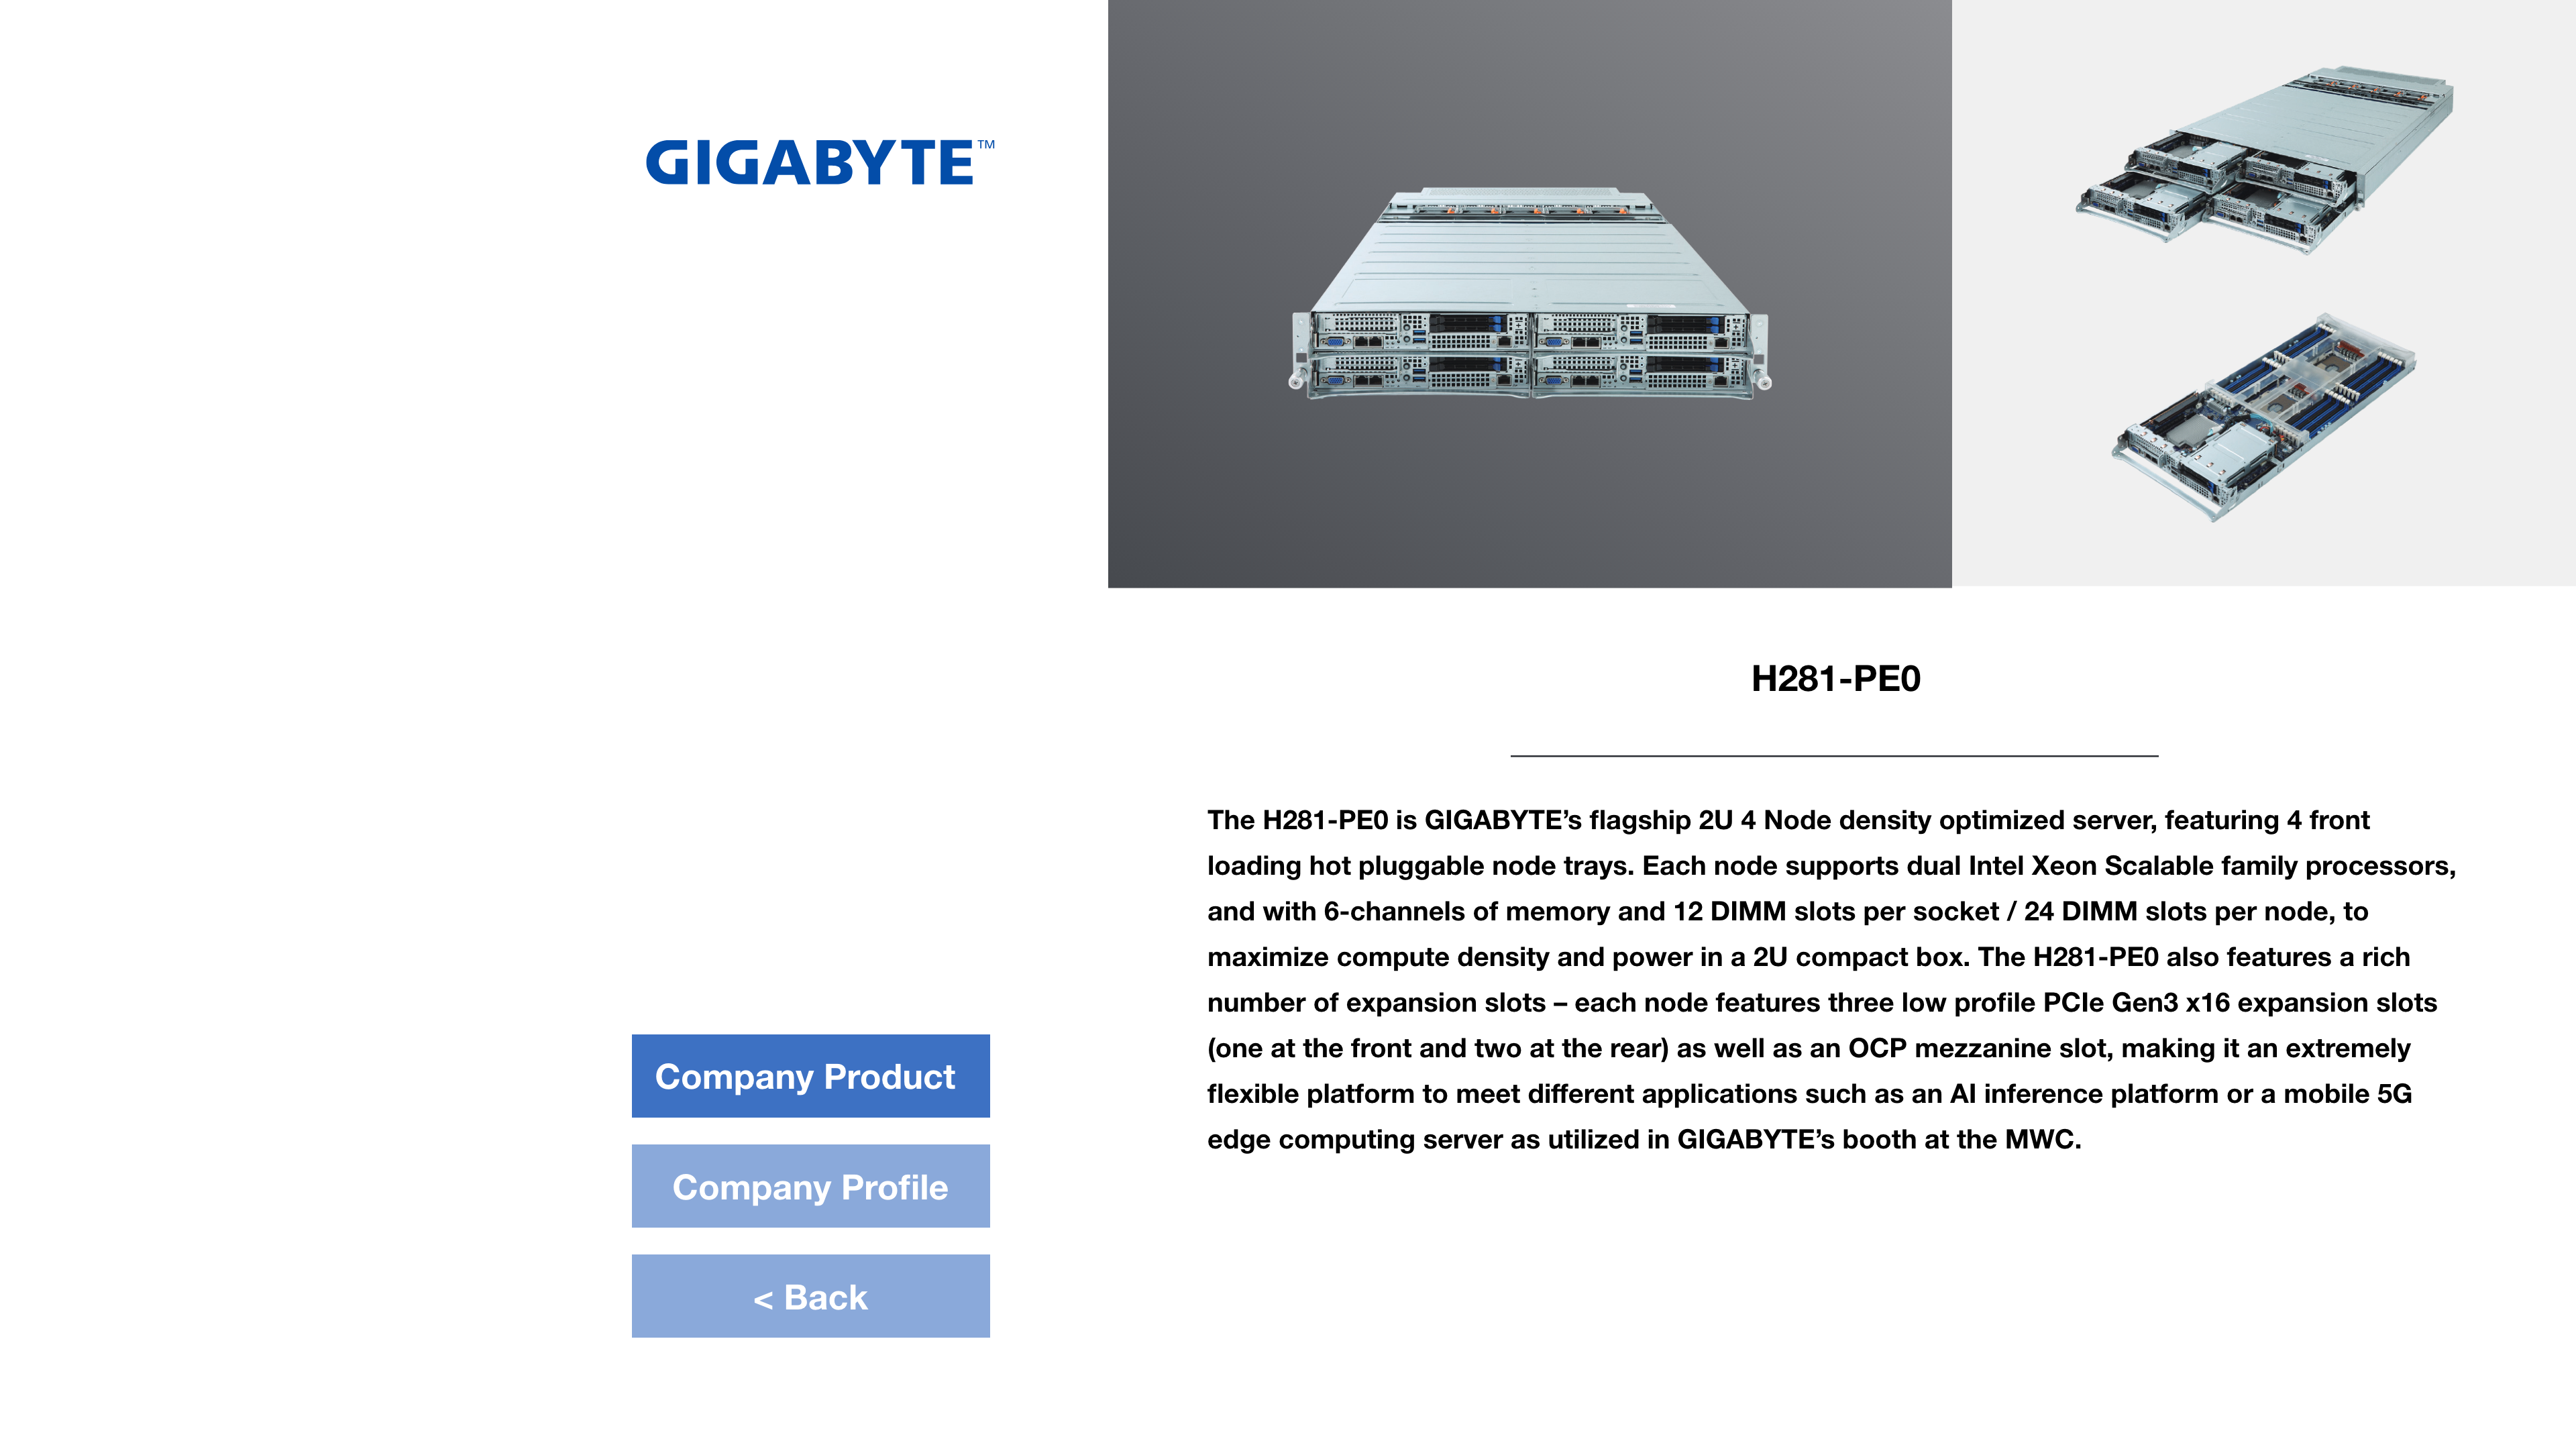 GIGABYTE™
H281-PE0
The H281-PE0 is GIGABYTE’s flagship 2U 4 Node density optimized server, featuring 4 front
loading hot pluggable node trays. Each node supports dual Intel Xeon Scalable family processors,
and with 6-channels of memory and 12 DIMM slots per socket / 24 DIMM slots per node, to
maximize compute density and power in a 2U compact box. The H281-PE0 also features a rich
number of expansion slots – each node features three low profile PCIe Gen3 x16 expansion slots
(one at the front and two at the rear) as well as an OCP mezzanine slot, making it an extremely
flexible platform to meet different applications such as an AI inference platform or a mobile 5G
edge computing server as utilized in GIGABYTE’s booth at the MWC.
Company Product
Company Profile
< Back